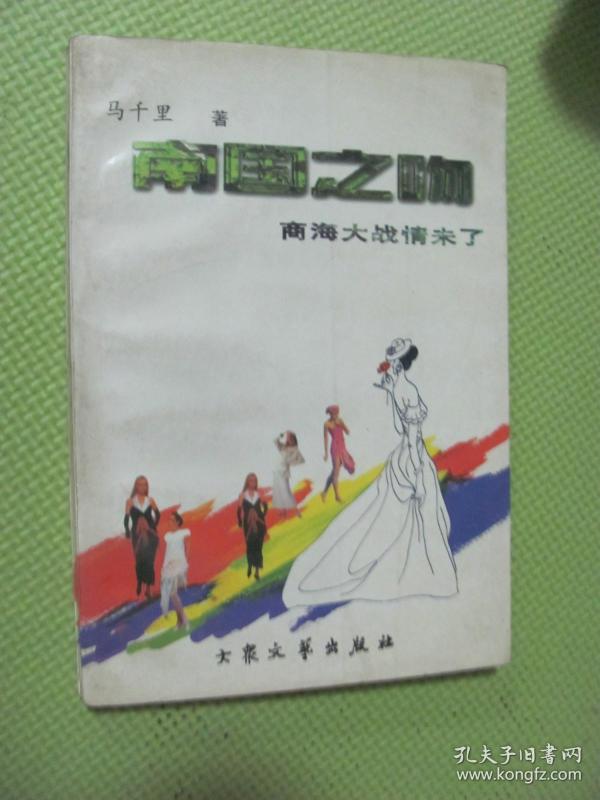 马千里 著
南国之吻
商海大战情未了
大众文艺出版社
孔夫子旧书网
www.kongfz.com